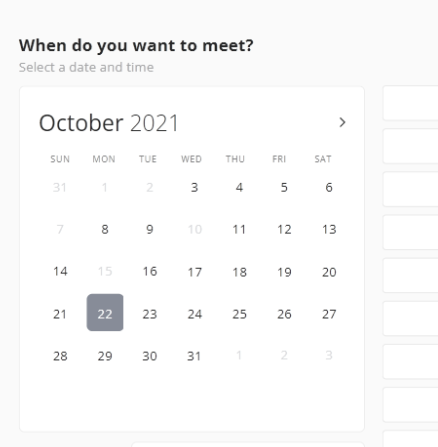 When do you want to meet?
Select a date and time
October 2021
SUN MON TUE WED THU FRI SAT
31 1 2 3 4 5 6
7 8 9 10 11 12 13
14 15 16 17 18 19 20
21 22 23 24 25 26 27
28 29 30 31 1 2 3